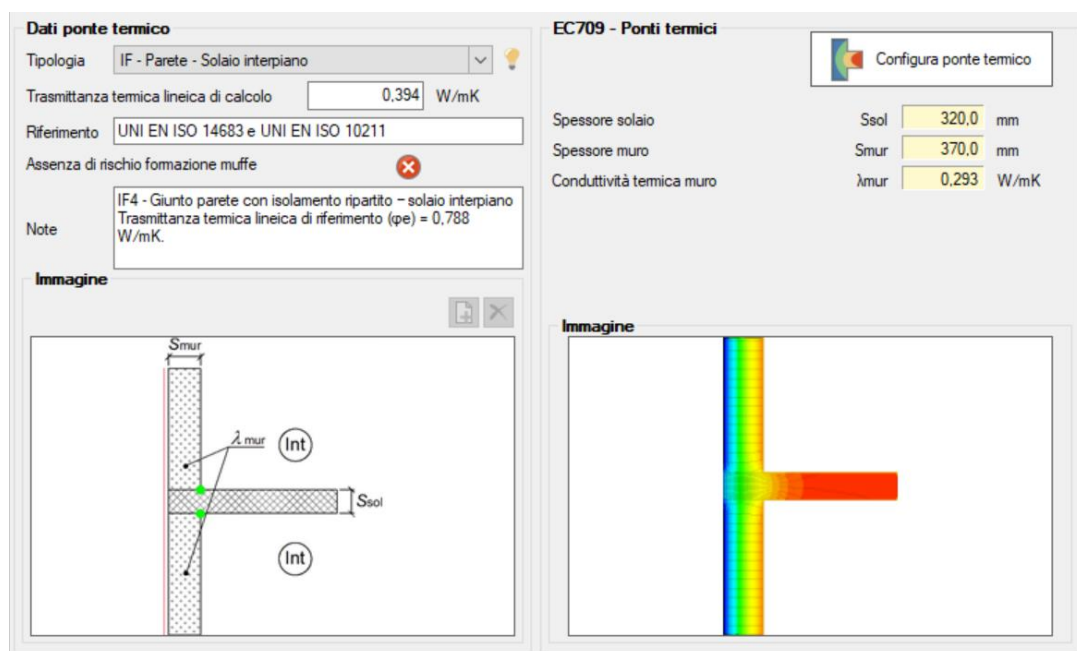 Dati ponte termico
Tipologia IF - Parete - Solaio interpiano
Trasmittanza termica lineica di calcolo 0,394 W/mK
Riferimento UNI EN ISO 14683 e UNI EN ISO 10211
Assenza di rischio formazione muffe
Note IF4 - Giunto parete con isolamento ripartito – solaio interpiano
Trasmittanza termica lineica di riferimento (φe) = 0,788
W/mK.
Immagine
Smur
λ mur
Int
Ssol
Int
EC709 - Ponti termici
Configura ponte termico
Spessore solaio Ssol 320,0 mm
Spessore muro Smur 370,0 mm
Conduttività termica muro λmur 0,293 W/mK
Immagine